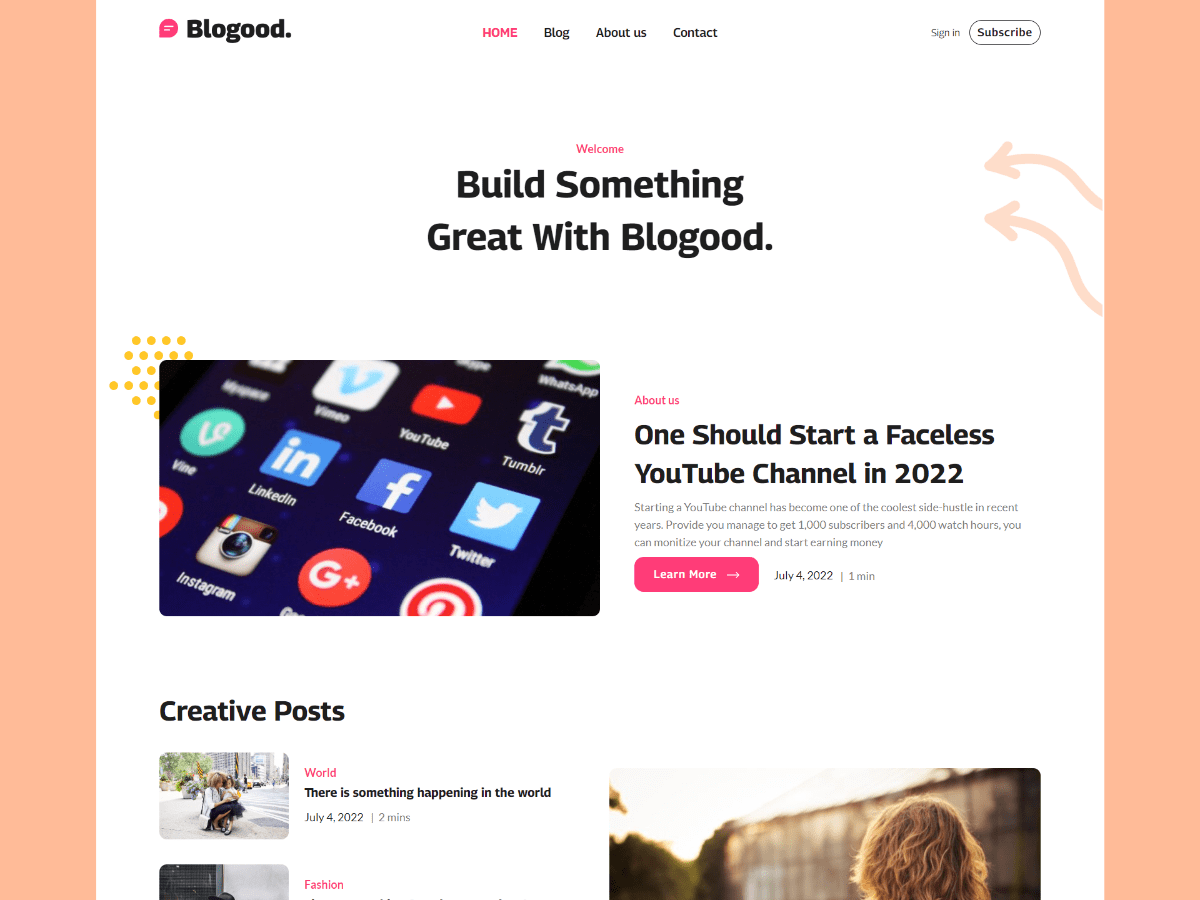 Blogood.
HOME Blog About us Contact
Sign in Subscribe
Welcome
Build Something
Great With Blogood.
Skype
WhatsApp
Myspace
Vimeo
YouTube
Tumblr
Vine
LinkedIn
Facebook
Twitter
Instagram
About us
One Should Start a Faceless
YouTube Channel in 2022
Starting a YouTube channel has become one of the coolest side-hustle in recent
years. Provide you manage to get 1,000 subscribers and 4,000 watch hours, you
can monitize your channel and start earning money
Learn More → July 4, 2022 | 1 min
Creative Posts
World
There is something happening in the world
July 4, 2022 | 2 mins
Fashion